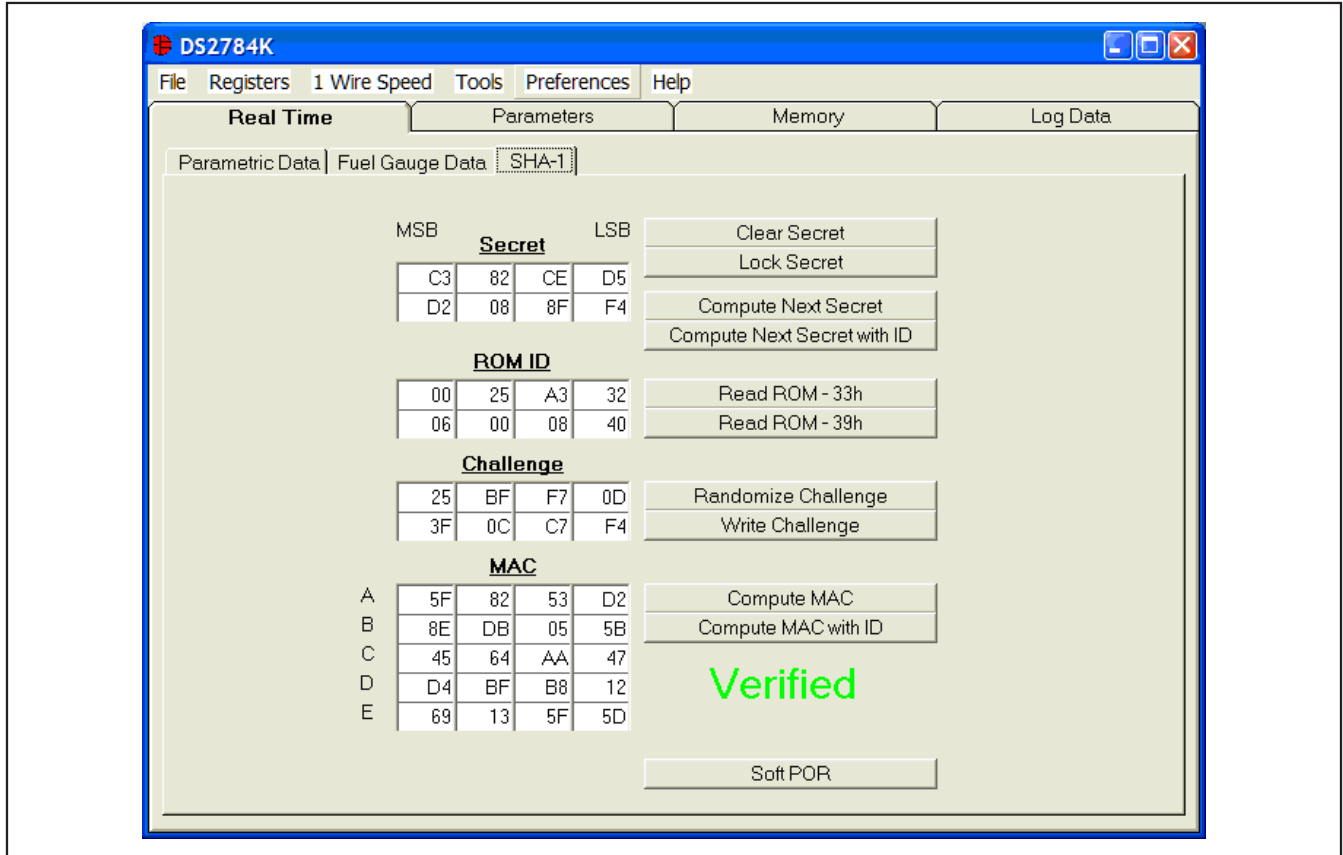 DS2784K
File Registers 1 Wire Speed Tools Preferences Help
Real Time Parameters Memory Log Data
Parametric Data Fuel Gauge Data SHA-1
MSB Secret LSB
C3 82 CE D5
D2 08 8F F4
Clear Secret
Lock Secret
Compute Next Secret
Compute Next Secret with ID
ROM ID
00 25 A3 32 Read ROM - 33h
06 00 08 40 Read ROM - 39h
Challenge
25 BF F7 0D Randomize Challenge
3F 0C C7 F4 Write Challenge
MAC
A 5F 82 53 D2 Compute MAC
B 8E DB 05 5B Compute MAC with ID
C 45 64 AA 47
D D4 BF B8 12
E 69 13 5F 5D
Verified
Soft POR